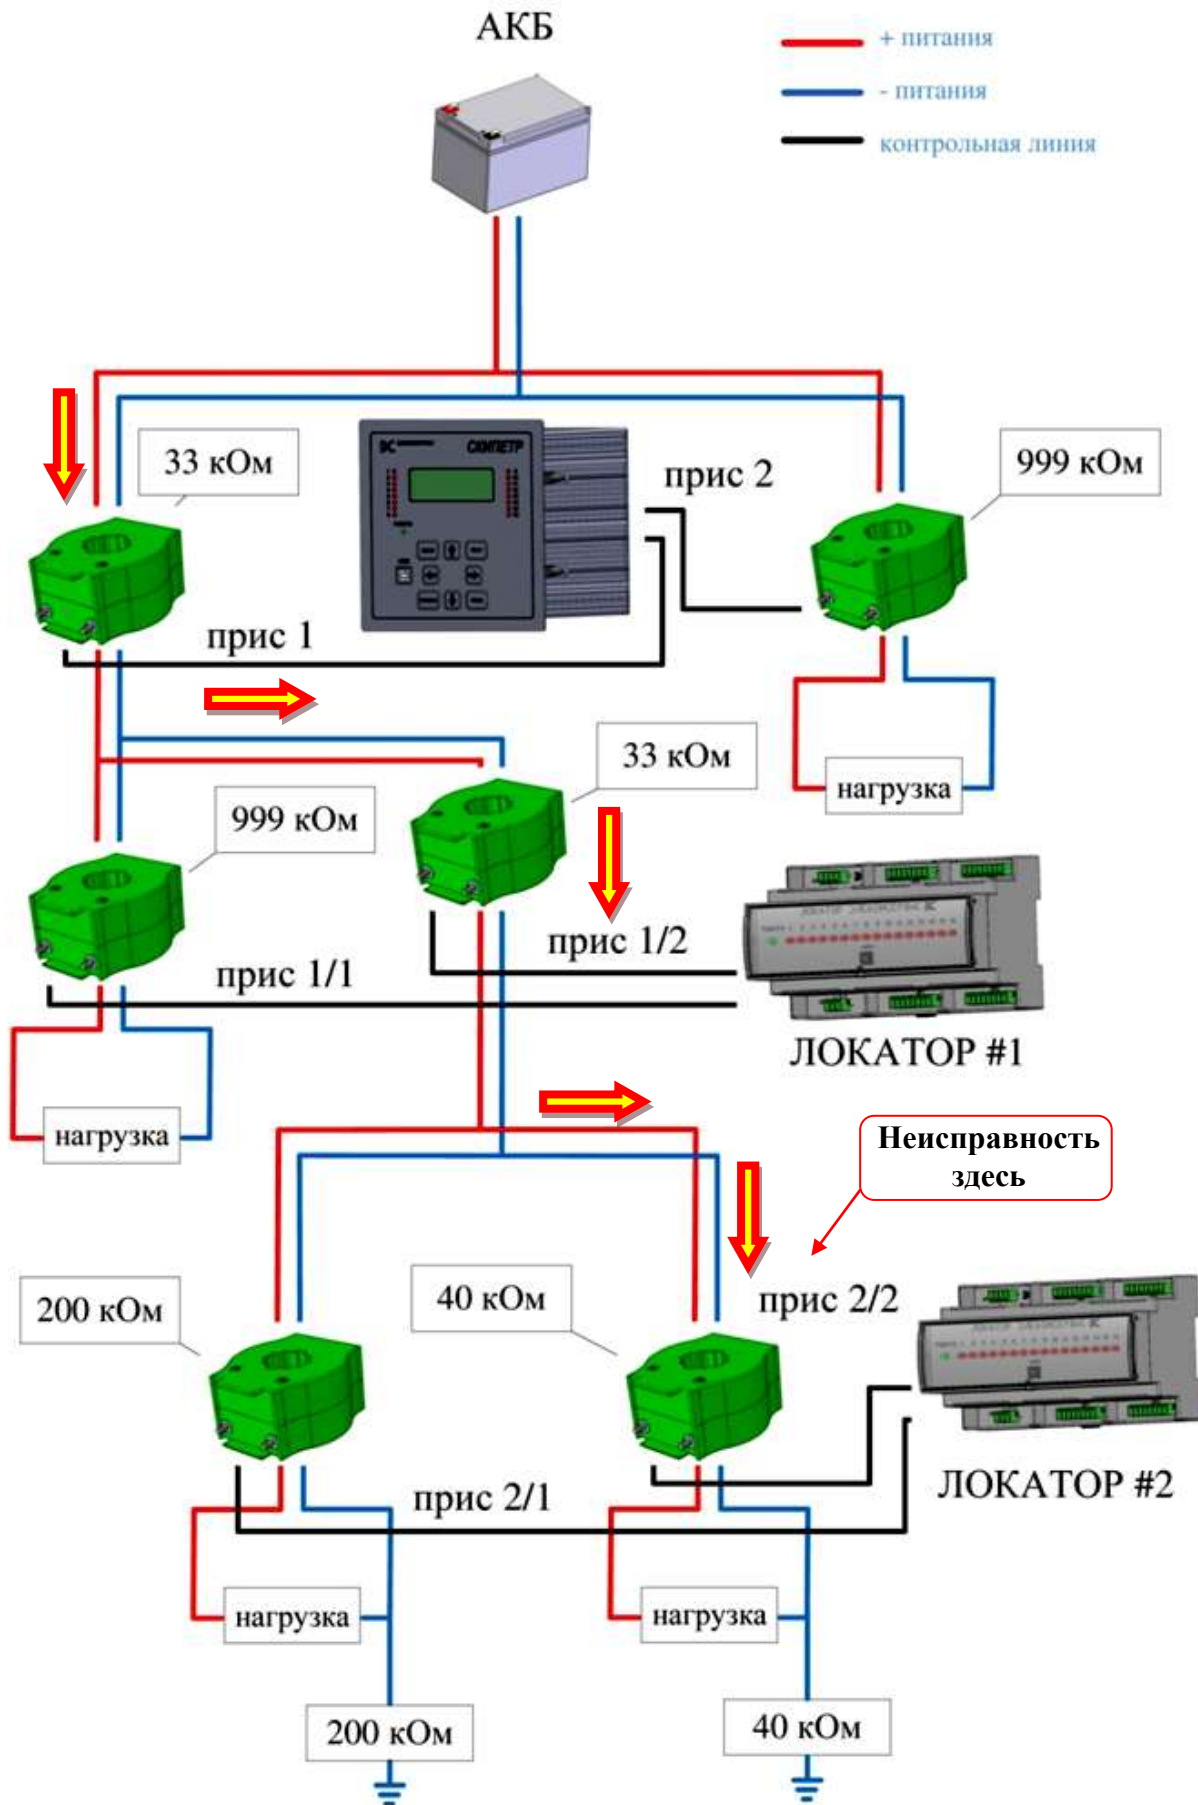 АКБ
+ питания
- питания
контрольная линия
33 кОм
СКИПЕТР
прис 2
999 кОм
прис 1
33 кОм
нагрузка
999 кОм
прис 1/2
прис 1/1
ЛОКАТОР #1
нагрузка
Неисправность
здесь
200 кОм
40 кОм
прис 2/2
прис 2/1
ЛОКАТОР #2
нагрузка
нагрузка
200 кОм
40 кОм